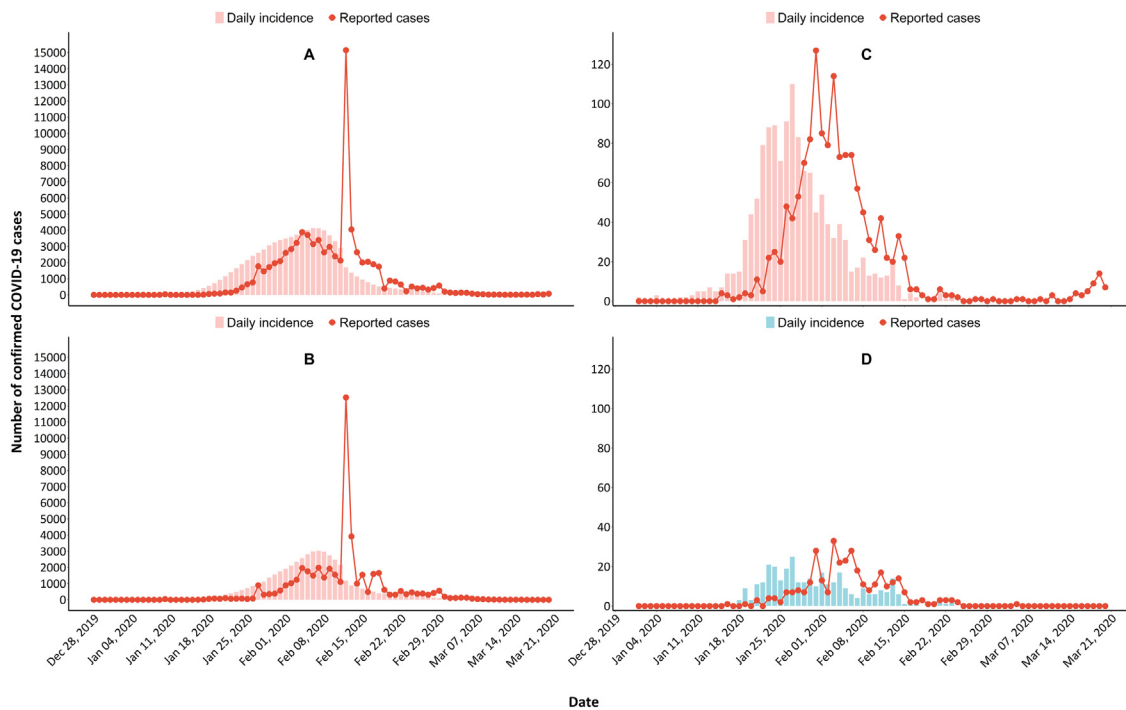 Daily incidence Reported cases
A
15000
14000
13000
12000
11000
10000
9000
8000
7000
6000
5000
4000
3000
2000
1000
0
Daily incidence Reported cases
C
120
100
80
60
40
20
0
Daily incidence Reported cases
B
15000
14000
13000
12000
11000
10000
9000
8000
7000
6000
5000
4000
3000
2000
1000
0
Daily incidence Reported cases
D
120
100
80
60
40
20
0
Number of confirmed COVID-19 cases
Dec 28, 2019
Jan 04, 2020
Jan 11, 2020
Jan 18, 2020
Jan 25, 2020
Feb 01, 2020
Feb 08, 2020
Feb 15, 2020
Feb 22, 2020
Feb 29, 2020
Mar 07, 2020
Mar 14, 2020
Mar 21, 2020
Dec 28, 2019
Jan 04, 2020
Jan 11, 2020
Jan 18, 2020
Jan 25, 2020
Feb 01, 2020
Feb 08, 2020
Feb 15, 2020
Feb 22, 2020
Feb 29, 2020
Mar 07, 2020
Mar 14, 2020
Mar 21, 2020
Date